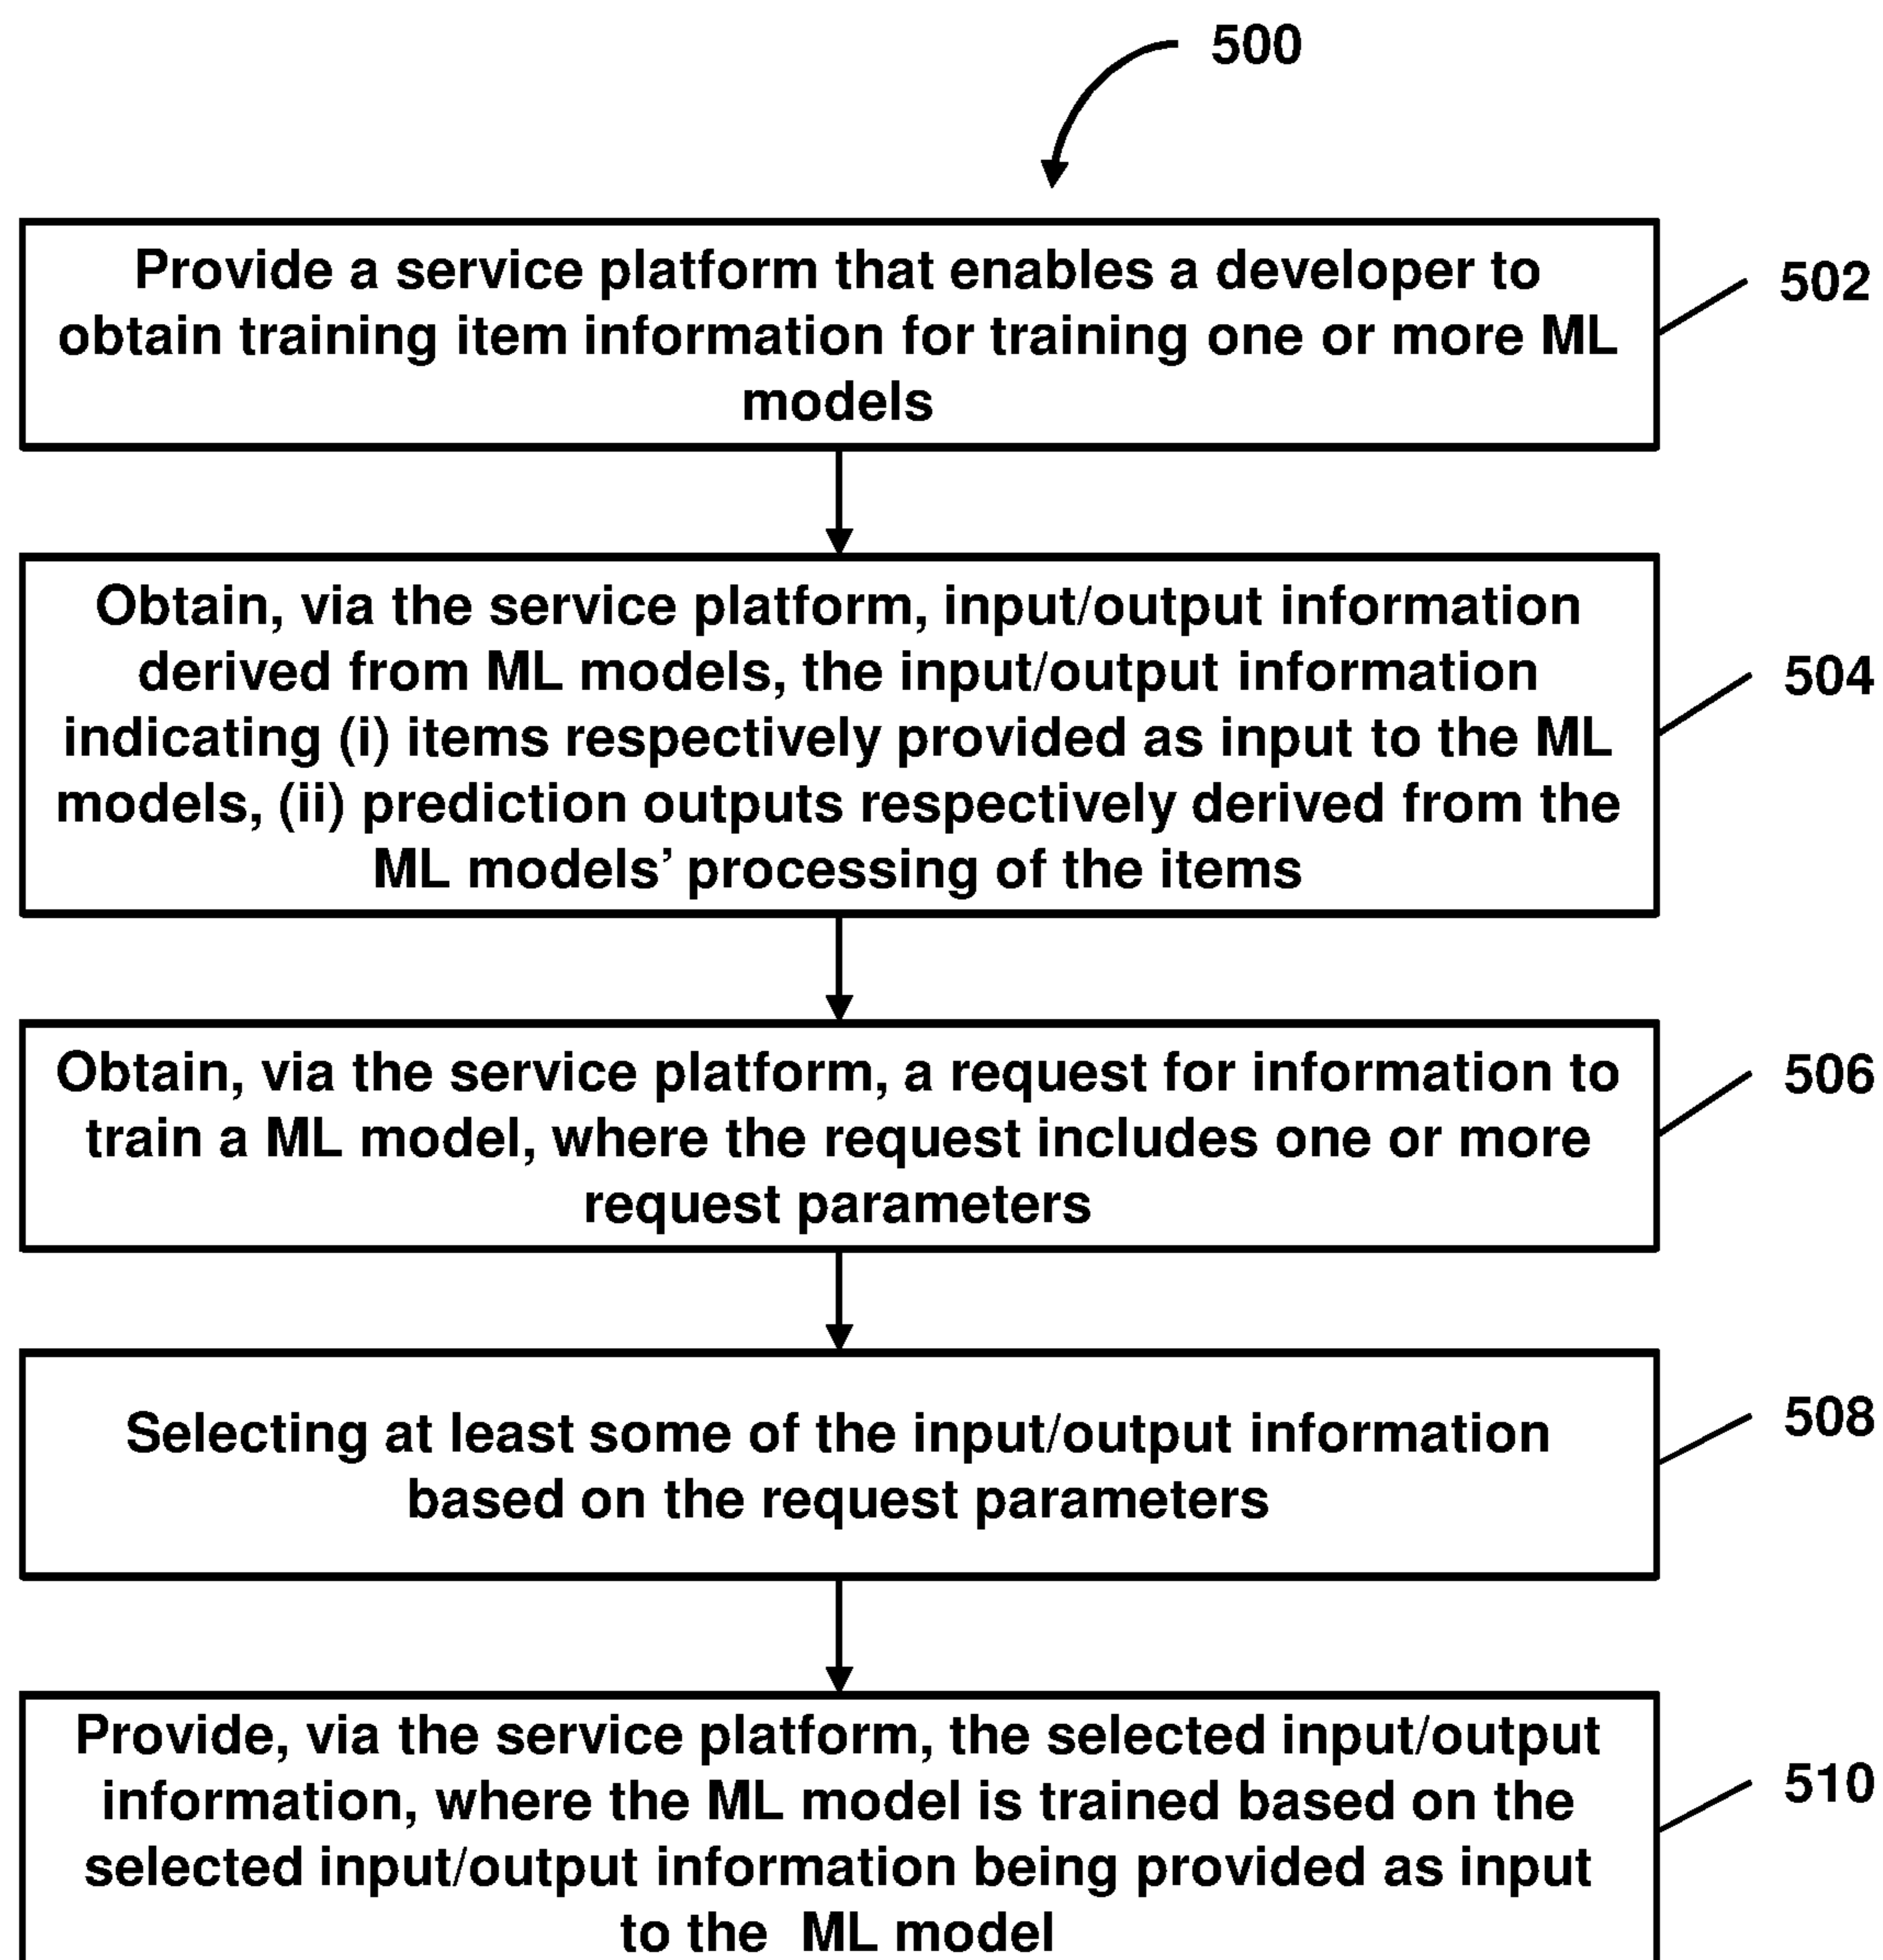 500
Provide a service platform that enables a developer to
obtain training item information for training one or more ML
models
502
Obtain, via the service platform, input/output information
derived from ML models, the input/output information
indicating (i) items respectively provided as input to the ML
models, (ii) prediction outputs respectively derived from the
ML models’ processing of the items
504
Obtain, via the service platform, a request for information to
train a ML model, where the request includes one or more
request parameters
506
Selecting at least some of the input/output information
based on the request parameters
508
Provide, via the service platform, the selected input/output
information, where the ML model is trained based on the
selected input/output information being provided as input
to the  ML model
510